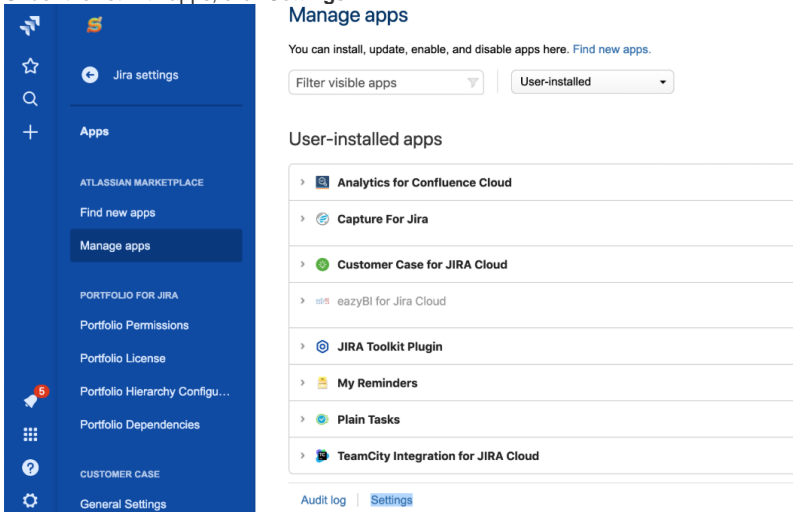 Manage apps
You can install, update, enable, and disable apps here. Find new apps.
Filter visible apps
User-installed
Jira settings
Apps
ATLASSIAN MARKETPLACE
Find new apps
Manage apps
PORTFOLIO FOR JIRA
Portfolio Permissions
Portfolio License
Portfolio Hierarchy Configu...
Portfolio Dependencies
CUSTOMER CASE
General Settings
5
User-installed apps
Analytics for Confluence Cloud
Capture For Jira
Customer Case for JIRA Cloud
eazyBI for Jira Cloud
JIRA Toolkit Plugin
My Reminders
Plain Tasks
TeamCity Integration for JIRA Cloud
Audit log
Settings